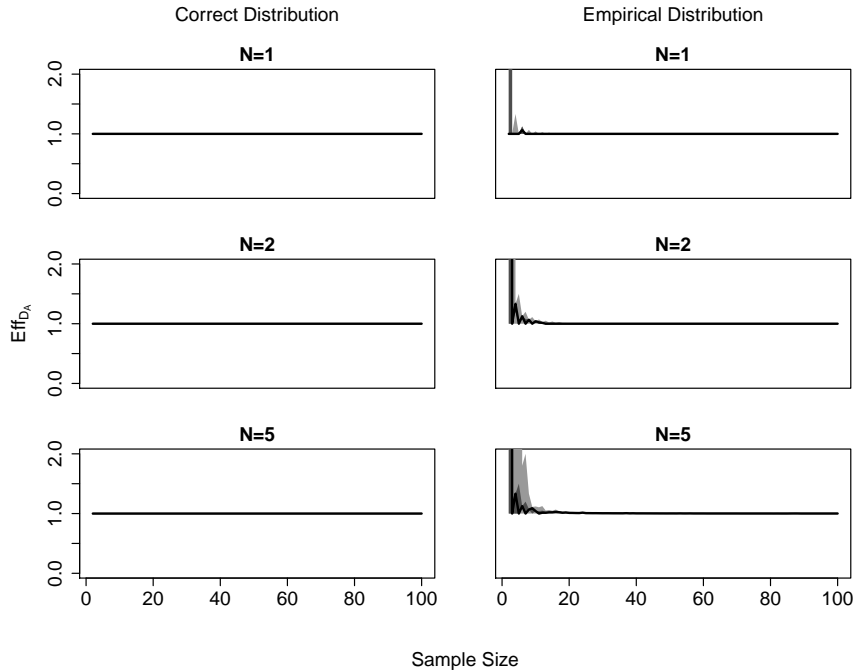 Correct Distribution
Empirical Distribution
N=1
N=1
0.0 1.0 2.0
N=2
N=2
0.0 1.0 2.0
Eff_{D_A}
N=5
N=5
0.0 1.0 2.0
0 20 40 60 80 100
0 20 40 60 80 100
Sample Size